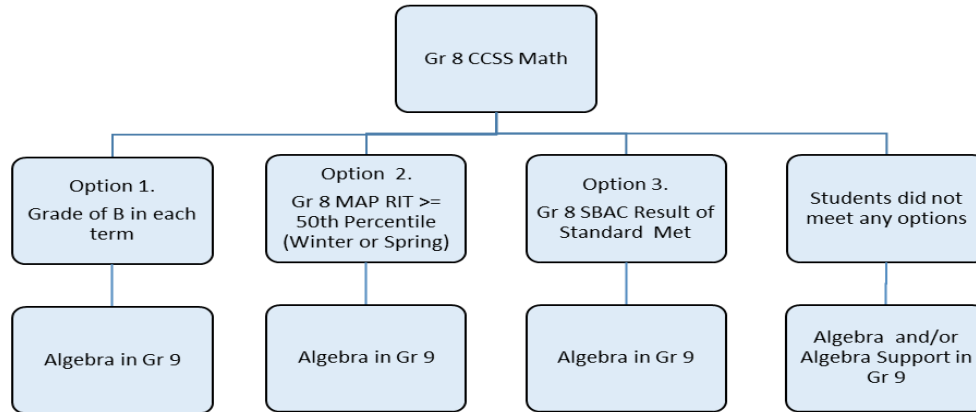 Gr 8 CCSS Math
Option 1.
Grade of B in each
term
Option 2.
Gr 8 MAP RIT >=
50th Percentile
(Winter or Spring)
Option 3.
Gr 8 SBAC Result of
Standard Met
Students did not
meet any options
Algebra in Gr 9
Algebra in Gr 9
Algebra in Gr 9
Algebra and/or
Algebra Support in
Gr 9